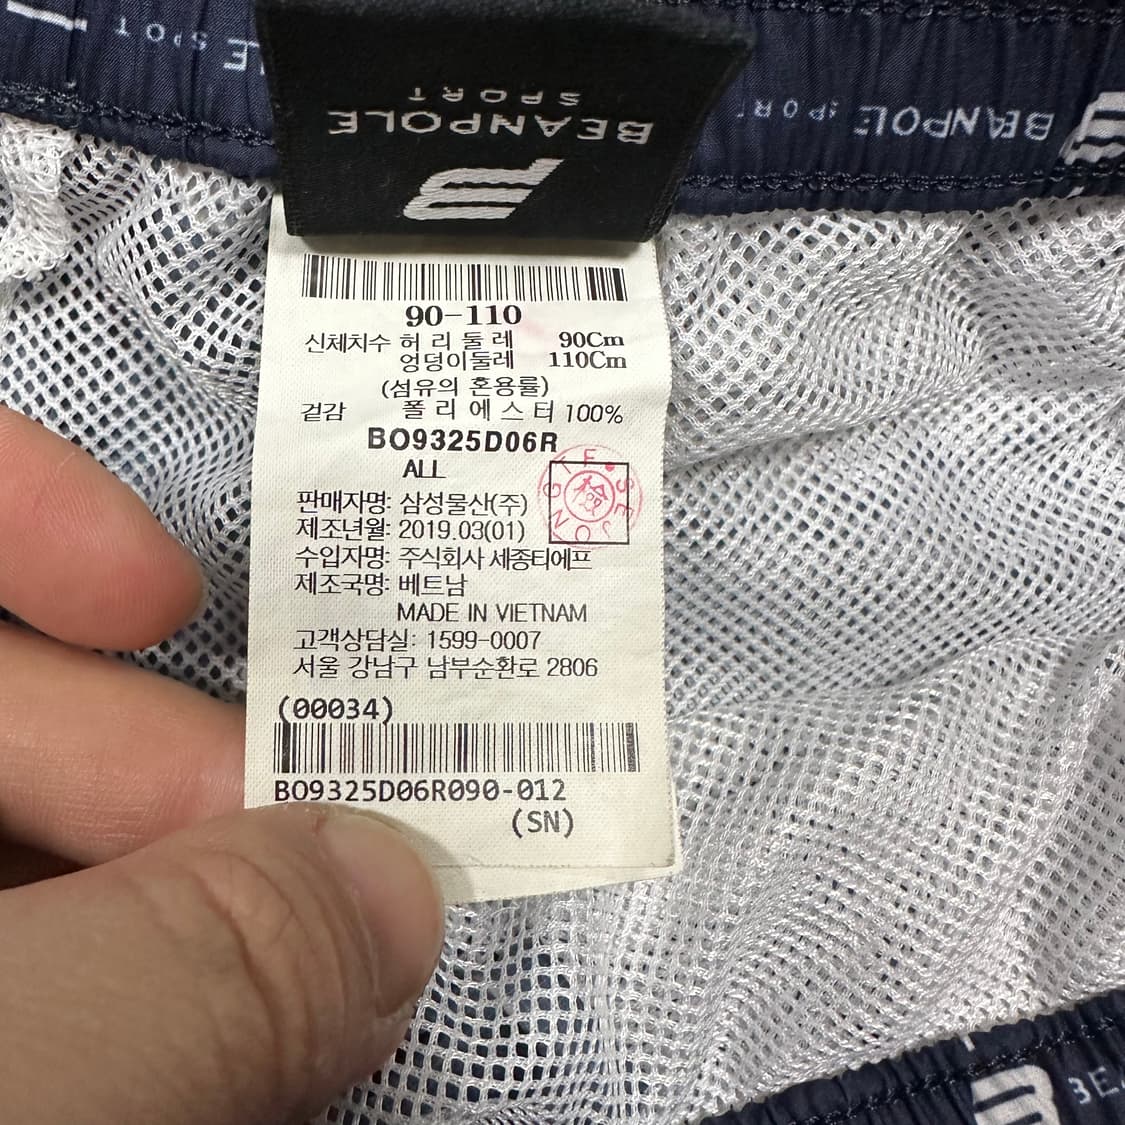 BEANPOLE
SPORT
BEANPOLE SPORT
90-110
신체치수 허리둘레 90Cm
엉덩이둘레 110Cm
(섬유의 혼용률)
겉감 폴리에스터 100%
BO9325D06R
ALL
판매자명: 삼성물산(주)
제조년월: 2019.03(01)
수입자명: 주식회사 세종티에프
제조국명: 베트남
MADE IN VIETNAM
고객상담실: 1599-0007
서울 강남구 남부순환로 2806
(00034)
BO9325D06R090-012
(SN)
檢